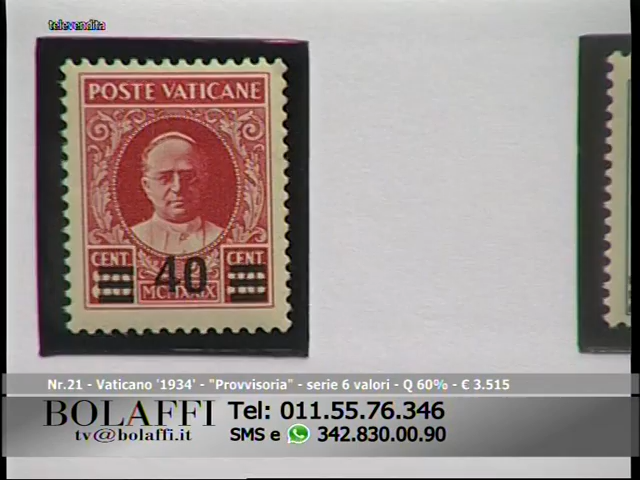 televendita
POSTE VATICANE
CENT. CENT.
40
MCMXXIX
Nr.21 - Vaticano '1934' - "Provvisoria" - serie 6 valori - Q 60% - € 3.515
BOLAFFI
tv@bolaffi.it
Tel: 011.55.76.346
SMS e 342.830.00.90